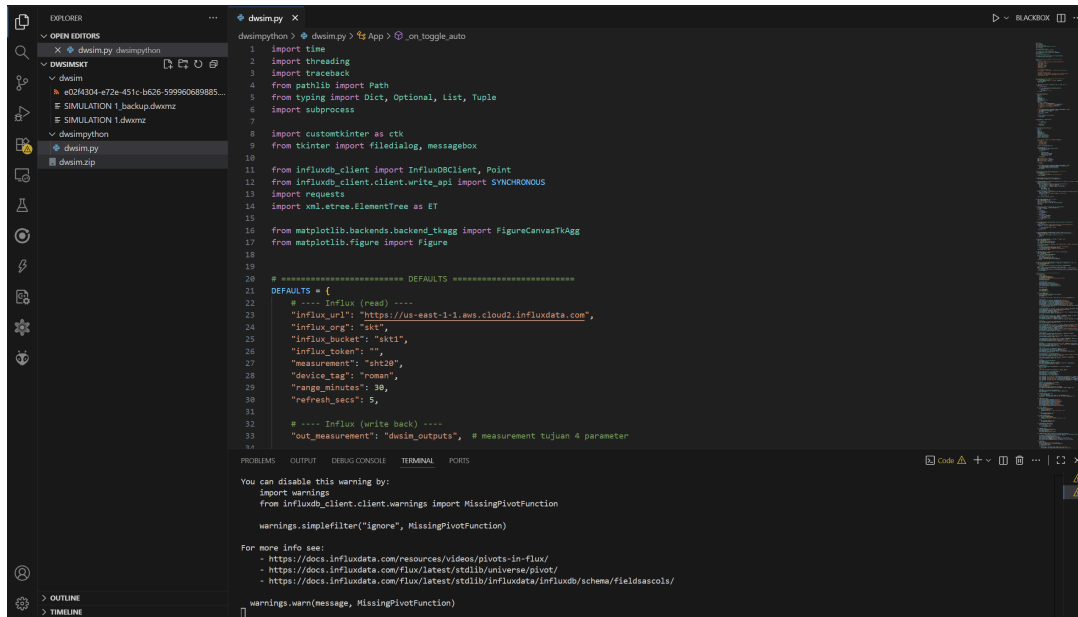 EXPLORER
OPEN EDITORS
dwsim.py dwsimpython
DWSIMSKT
dwsim
e02f4304-e72e-451c-b626-599960689885....
SIMULATION 1_backup.dwxmz
SIMULATION 1.dwxmz
dwsimpython
dwsim.py
dwsim.zip
OUTLINE
TIMELINE
dwsim.py
BLACKBOX
dwsimpython > dwsim.py > App > _on_toggle_auto
1 import time
2 import threading
3 import traceback
4 from pathlib import Path
5 from typing import Dict, Optional, List, Tuple
6 import subprocess
7
8 import customtkinter as ctk
9 from tkinter import filedialog, messagebox
10
11 from influxdb_client import InfluxDBClient, Point
12 from influxdb_client.client.write_api import SYNCHRONOUS
13 import requests
14 import xml.etree.ElementTree as ET
15
16 from matplotlib.backends.backend_tkagg import FigureCanvasTkAgg
17 from matplotlib.figure import Figure
18
19
20 # ========================= DEFAULTS =========================
21 DEFAULTS = {
22 # ---- Influx (read) ----
23 "influx_url": "https://us-east-1-1.aws.cloud2.influxdata.com",
24 "influx_org": "skt",
25 "influx_bucket": "skt1",
26 "influx_token": "",
27 "measurement": "sht20",
28 "device_tag": "roman",
29 "range_minutes": 30,
30 "refresh_secs": 5,
31
32 # ---- Influx (write back) ----
33 "out_measurement": "dwsim_outputs", # measurement tujuan 4 parameter
34
PROBLEMS OUTPUT DEBUG CONSOLE TERMINAL PORTS
Code
You can disable this warning by:
import warnings
from influxdb_client.client.warnings import MissingPivotFunction
warnings.simplefilter("ignore", MissingPivotFunction)
For more info see:
- https://docs.influxdata.com/resources/videos/pivots-in-flux/
- https://docs.influxdata.com/flux/latest/stdlib/universe/pivot/
- https://docs.influxdata.com/flux/latest/stdlib/influxdata/influxdb/schema/fieldsascols/
warnings.warn(message, MissingPivotFunction)